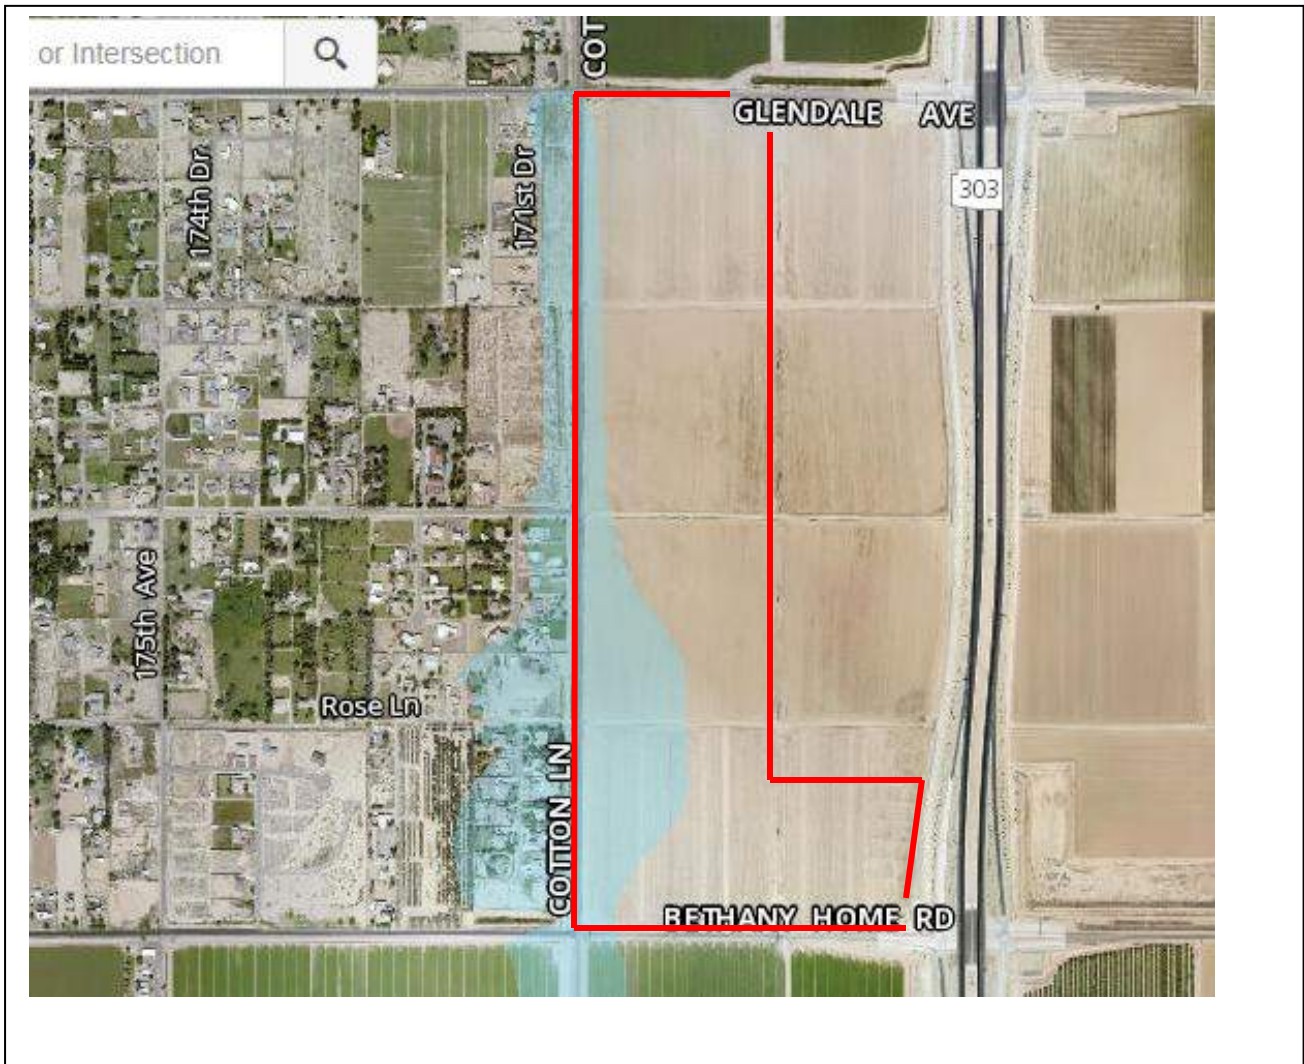 or Intersection
COT
GLENDALE AVE
174th Dr
171st Dr
303
175th Ave
Rose Ln
COTTON LN
BETHANY HOME RD